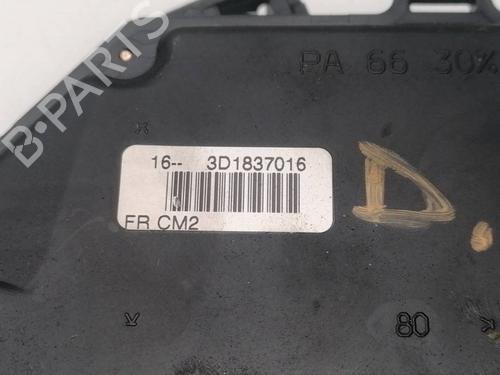 PA 66 30%
16-- 3D1837016
FR CM2
D.
80
B-PARTS